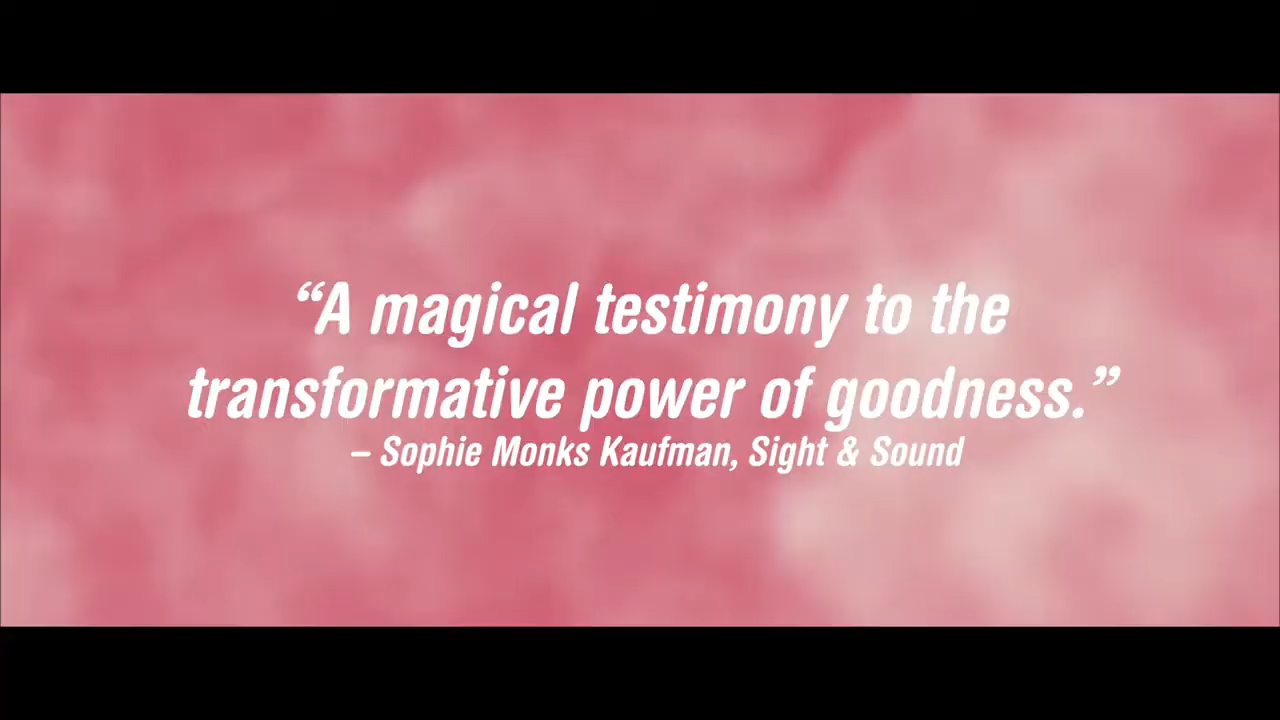 “A magical testimony to the
transformative power of goodness.”
– Sophie Monks Kaufman, Sight & Sound